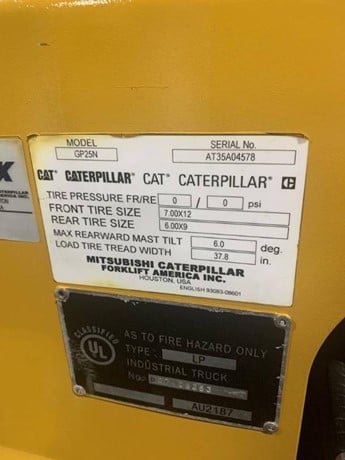 MODEL
GP25N
SERIAL No.
AT35A04578
CAT® CATERPILLAR® CAT® CATERPILLAR®
TIRE PRESSURE FR/RE 0 / 0 psi
FRONT TIRE SIZE 7.00X12
REAR TIRE SIZE 6.00X9
MAX REARWARD MAST TILT 6.0 deg.
LOAD TIRE TREAD WIDTH 37.8 in.
MITSUBISHI CATERPILLAR
FORKLIFT AMERICA INC.
HOUSTON, USA
ENGLISH 93083-08601
CLASSIFIED
UL
AS TO FIRE HAZARD ONLY
TYPE: LP
INDUSTRIAL TRUCK
No:
AU2187